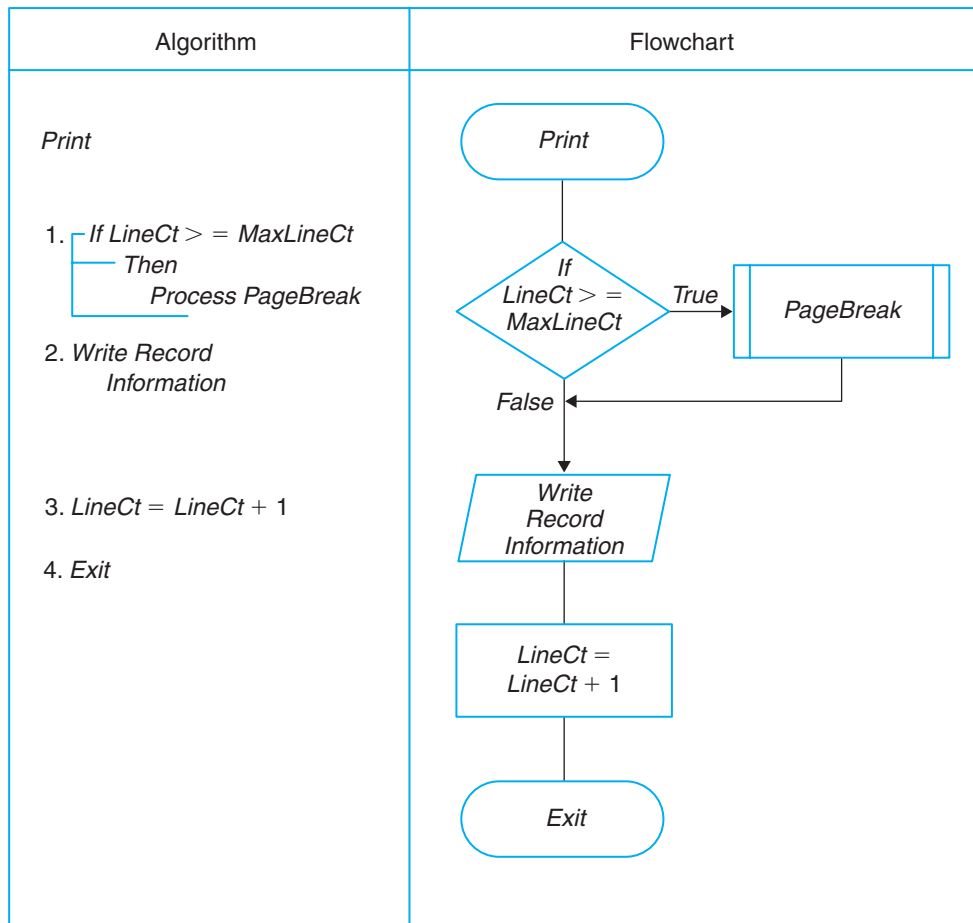 Algorithm
Flowchart
Print
1. If LineCt > = MaxLineCt
Then
Process PageBreak
2. Write Record
Information
3. LineCt = LineCt + 1
4. Exit
Print
If
LineCt > =
MaxLineCt
True
PageBreak
False
Write
Record
Information
LineCt =
LineCt + 1
Exit